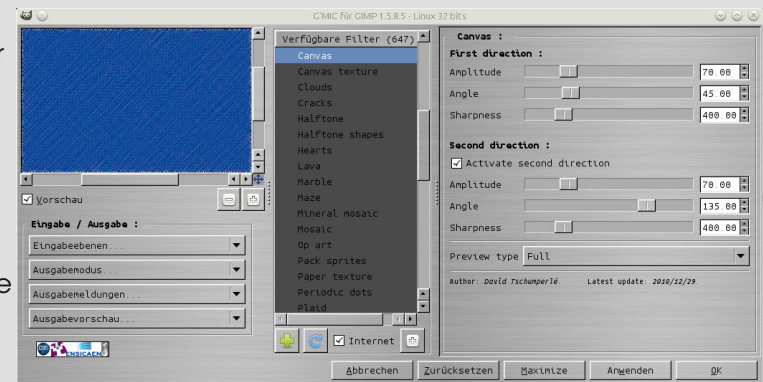 G'MIC für GIMP 1.5.8.5 - Linux 32 bits
r
e
Vorschau
Eingabe / Ausgabe :
Eingabeebenen...
Ausgabemodus...
Ausgabemeldungen...
Ausgabevorschau...
ENSICAEN
Verfügbare Filter (647)
Canvas
Canvas texture
Clouds
Cracks
Halftone
Halftone shapes
Hearts
Lava
Marble
Maze
Mineral mosaic
Mosaic
Op art
Pack sprites
Paper texture
Periodic dots
Plaid
Internet
Canvas :
First direction :
Amplitude 70.00
Angle 45.00
Sharpness 400.00
Second direction :
Activate second direction
Amplitude 70.00
Angle 135.00
Sharpness 400.00
Preview type Full
Author: David Tschumperlé. Latest update: 2010/12/29.
Abbrechen Zurücksetzen Maximize Anwenden OK